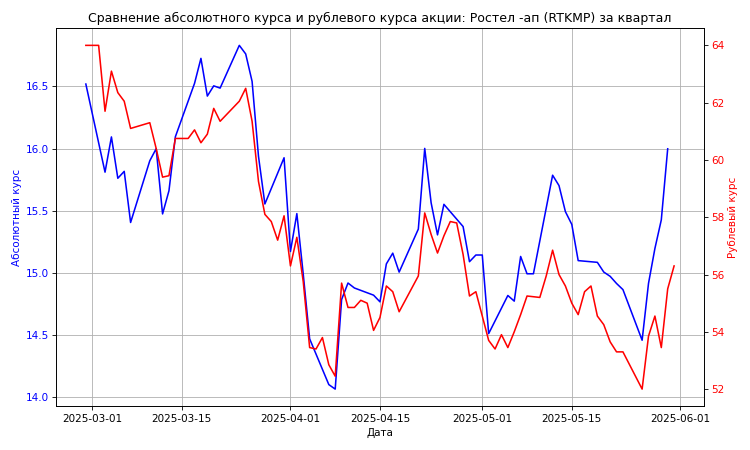 Сравнение абсолютного курса и рублевого курса акции: Ростел -ап (RTKMP) за квартал
Абсолютный курс
16.5
16.0
15.5
15.0
14.5
14.0
64
62
60
58
56
54
52
Рублевый курс
2025-03-01 2025-03-15 2025-04-01 2025-04-15 2025-05-01 2025-05-15 2025-06-01
Дата